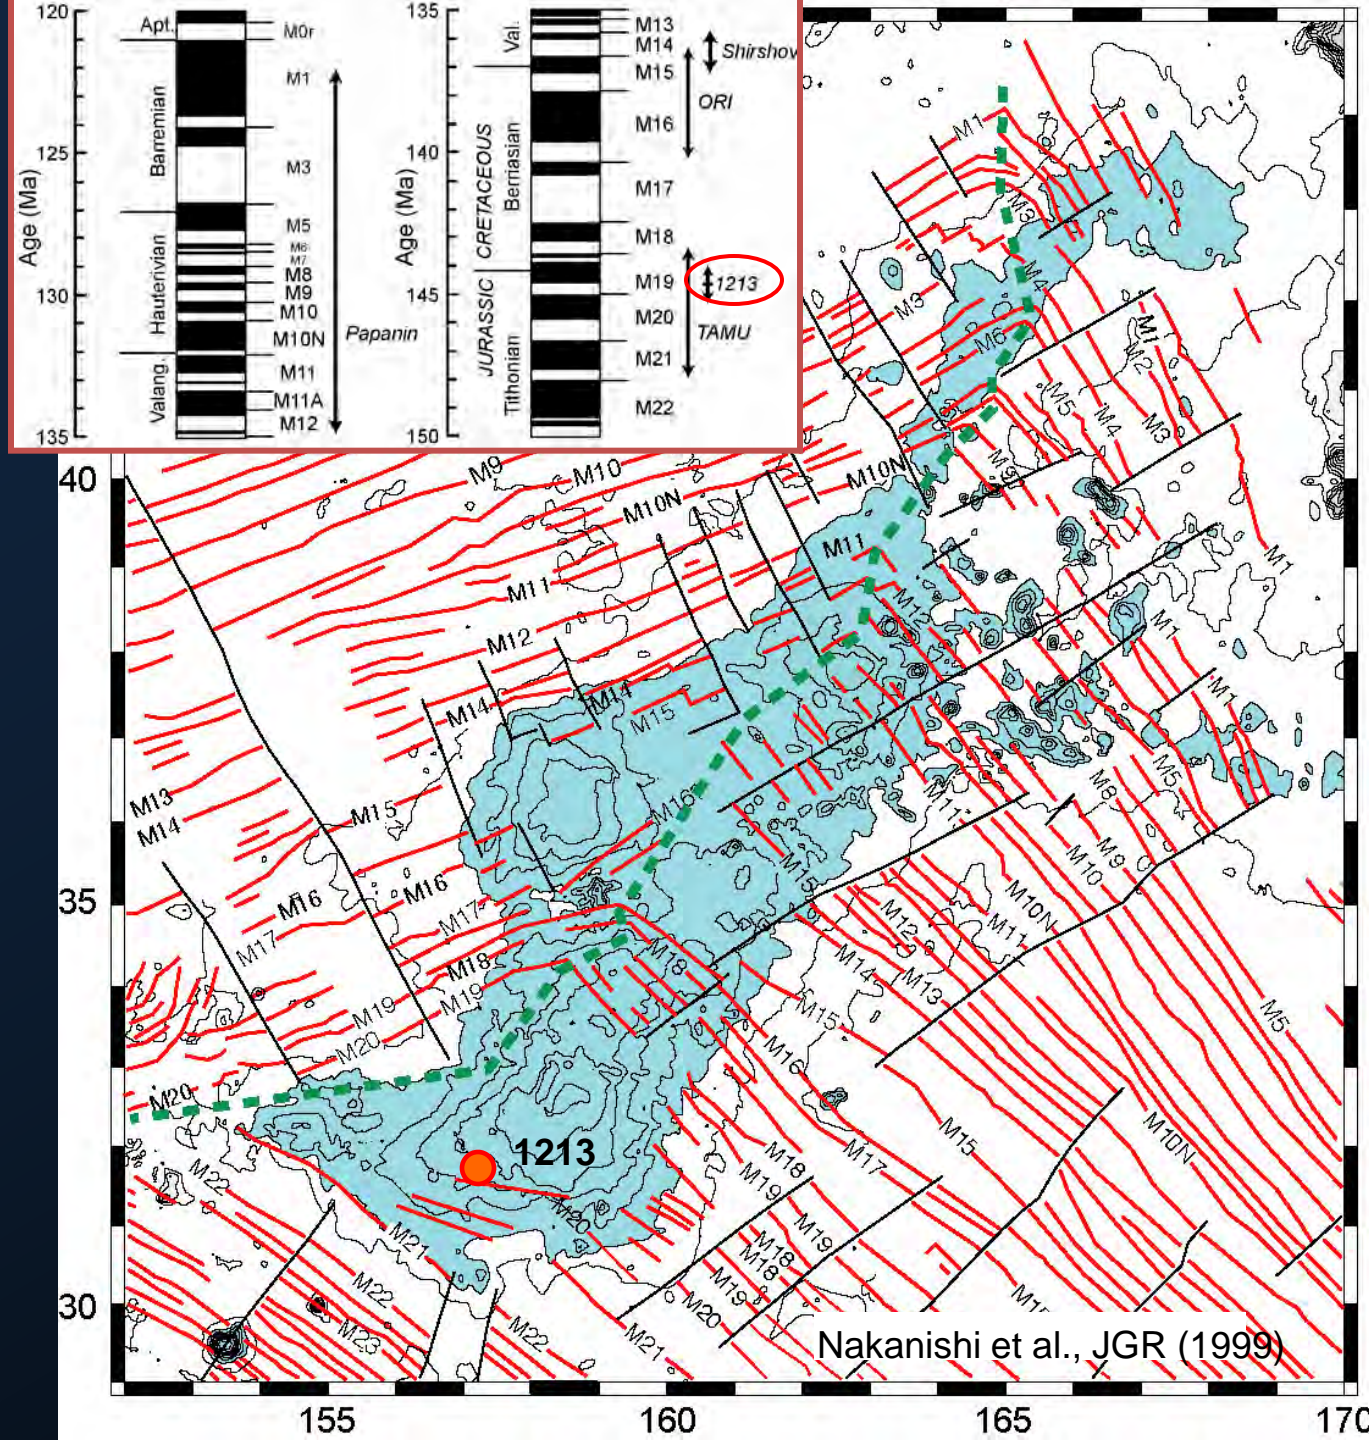 120
125
130
135
Age (Ma)
Apt.
Barremian
Hauterivian
Valang.
M0r
M1
M3
M5
M6
M7
M8
M9
M10
M10N
M11
M11A
M12
Papanin
135
140
145
150
Age (Ma)
CRETACEOUS
JURASSIC
Val.
Berriasian
Tithonian
M13
M14
M15
M16
M17
M18
M19
M20
M21
M22
Shirshov
ORI
1213
TAMU
M1
M3
M4
M3
M6
M1
M2
M5
M4
M3
M9
M9
M10
M10N
M10N
M1
M11
M11
M12
M12
M1
M14
M14
M15
M1
M13
M14
M15
M16
M5
M8
M11
M9
M10
M15
M16
M16
M17
M17
M10N
M12
M11
M18
M18
M14
M13
M19
M19
M15
M5
M20
M16
M20
1213
M15
M10N
M17
M18
M19
M22
M20
M21
M19
M18
M18
M22
M19
M20
M23
M22
M21
Nakanishi et al., JGR (1999)
40
35
30
155
160
165
170